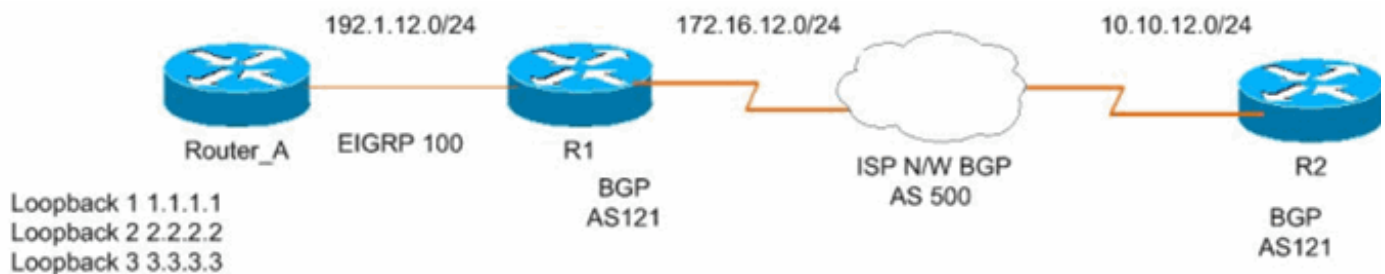 192.1.12.0/24
172.16.12.0/24
10.10.12.0/24
Router_A
EIGRP 100
R1
BGP
AS121
ISP N/W BGP
AS 500
R2
BGP
AS121
Loopback 1 1.1.1.1
Loopback 2 2.2.2.2
Loopback 3 3.3.3.3